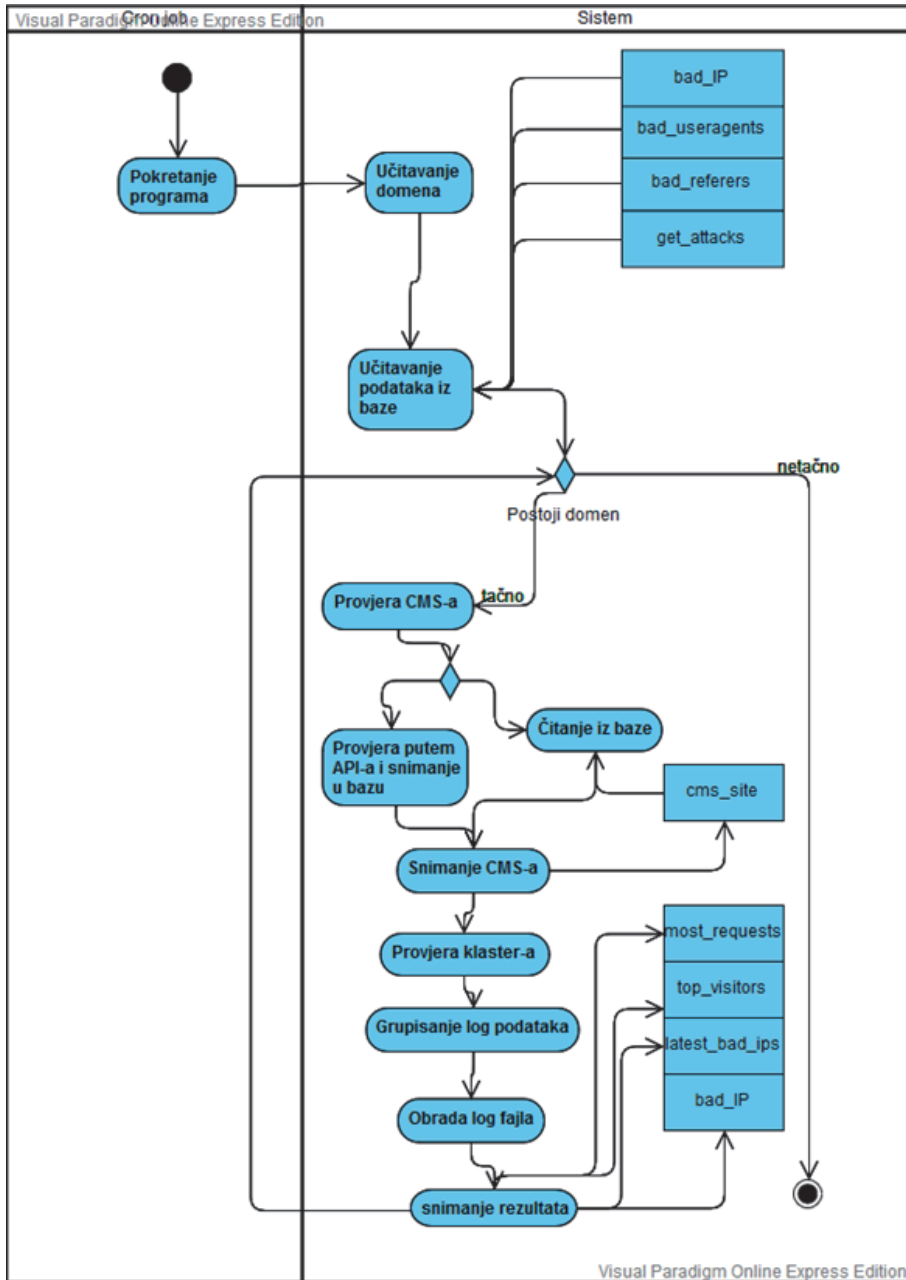 Visual Paradigm Online Express Edition
Cron job
Sistem
bad_IP
bad_useragents
bad_referers
get_attacks
Pokretanje
programa
Učitavanje
domena
Učitavanje
podataka iz
baze
netačno
Postoji domen
tačno
Provjera CMS-a
Provjera putem
API-a i snimanje
u bazu
Čitanje iz baze
cms_site
Snimanje CMS-a
Provjera klaster-a
Grupisanje log podataka
Obrada log fajla
snimanje rezultata
most_requests
top_visitors
latest_bad_ips
bad_IP
Visual Paradigm Online Express Edition